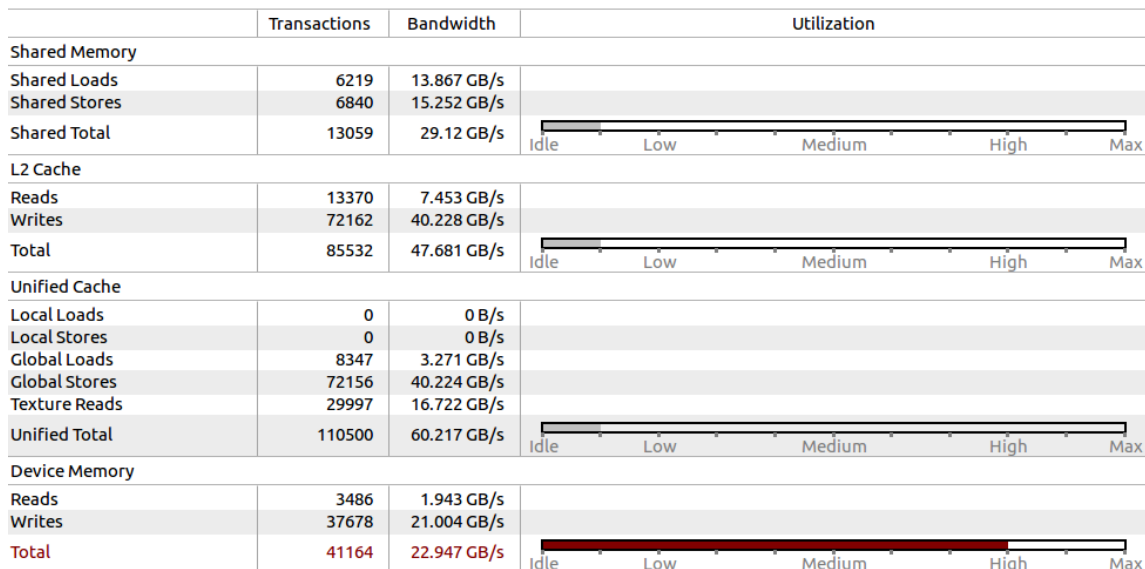 Transactions Bandwidth Utilization
Shared Memory
Shared Loads 6219 13.867 GB/s
Shared Stores 6840 15.252 GB/s
Shared Total 13059 29.12 GB/s
Idle Low Medium High Max
L2 Cache
Reads 13370 7.453 GB/s
Writes 72162 40.228 GB/s
Total 85532 47.681 GB/s
Idle Low Medium High Max
Unified Cache
Local Loads 0 0 B/s
Local Stores 0 0 B/s
Global Loads 8347 3.271 GB/s
Global Stores 72156 40.224 GB/s
Texture Reads 29997 16.722 GB/s
Unified Total 110500 60.217 GB/s
Idle Low Medium High Max
Device Memory
Reads 3486 1.943 GB/s
Writes 37678 21.004 GB/s
Total 41164 22.947 GB/s
Idle Low Medium High Max